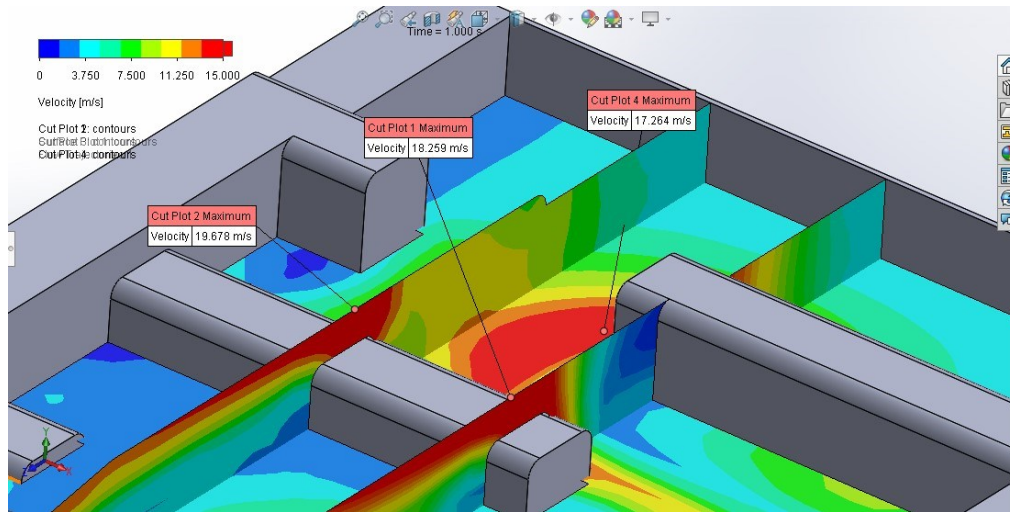 Time = 1.000 s
0 3.750 7.500 11.250 15.000
Velocity [m/s]
Cut Plot 4 Maximum
Velocity 17.264 m/s
Cut Plot 1 Maximum
Velocity 18.259 m/s
Cut Plot : contours
Cut Plot 4: contours
Cut Plot 2 Maximum
Velocity 19.678 m/s